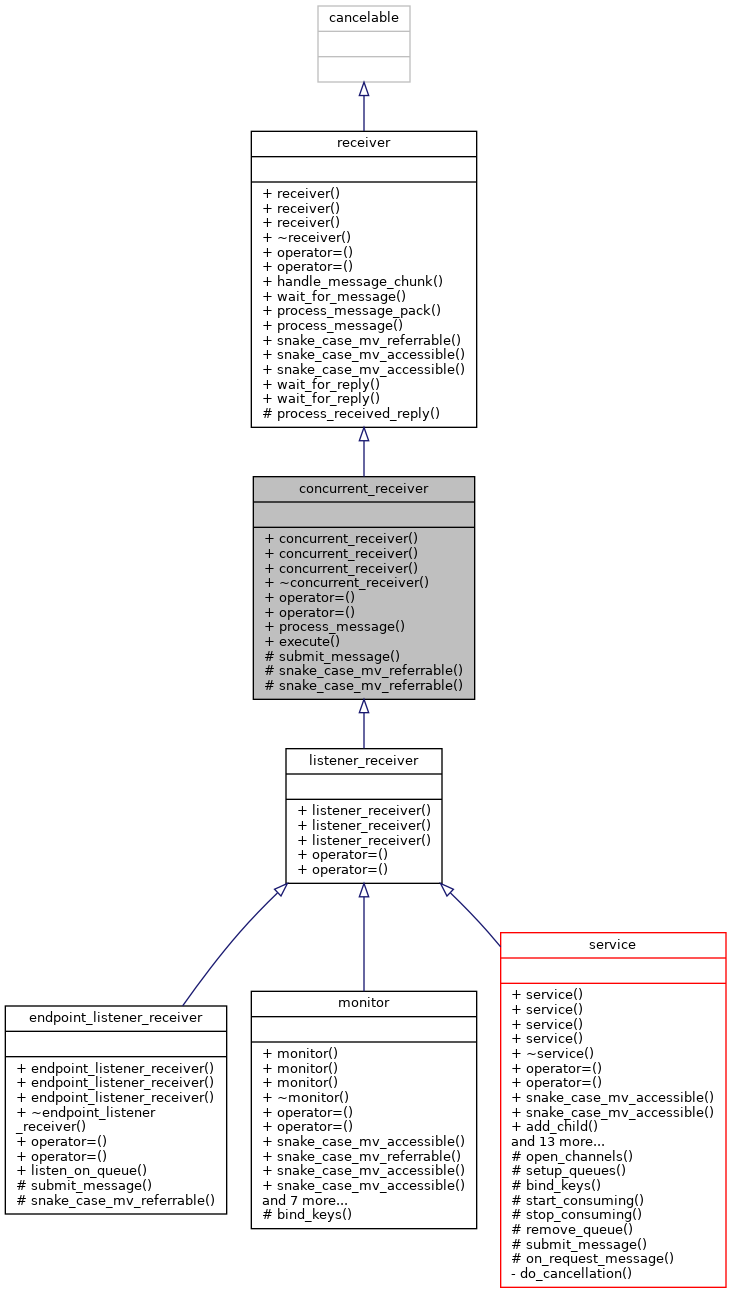 cancelable
receiver
+ receiver()
+ receiver()
+ receiver()
+ ~receiver()
+ operator=()
+ operator=()
+ handle_message_chunk()
+ wait_for_message()
+ process_message_pack()
+ process_message()
+ snake_case_mv_referrable()
+ snake_case_mv_accessible()
+ snake_case_mv_accessible()
+ wait_for_reply()
+ wait_for_reply()
# process_received_reply()
concurrent_receiver
+ concurrent_receiver()
+ concurrent_receiver()
+ concurrent_receiver()
+ ~concurrent_receiver()
+ operator=()
+ operator=()
+ process_message()
+ execute()
# submit_message()
# snake_case_mv_referrable()
# snake_case_mv_referrable()
listener_receiver
+ listener_receiver()
+ listener_receiver()
+ listener_receiver()
+ operator=()
+ operator=()
endpoint_listener_receiver
+ endpoint_listener_receiver()
+ endpoint_listener_receiver()
+ endpoint_listener_receiver()
+ ~endpoint_listener
_receiver()
+ operator=()
+ operator=()
+ listen_on_queue()
# submit_message()
# snake_case_mv_referrable()
monitor
+ monitor()
+ monitor()
+ monitor()
+ ~monitor()
+ operator=()
+ operator=()
+ snake_case_mv_accessible()
+ snake_case_mv_referrable()
+ snake_case_mv_accessible()
+ snake_case_mv_accessible()
and 7 more...
# bind_keys()
service
+ service()
+ service()
+ service()
+ service()
+ ~service()
+ operator=()
+ operator=()
+ snake_case_mv_accessible()
+ snake_case_mv_accessible()
+ add_child()
and 13 more...
# open_channels()
# setup_queues()
# bind_keys()
# start_consuming()
# stop_consuming()
# remove_queue()
# submit_message()
# on_request_message()
- do_cancellation()